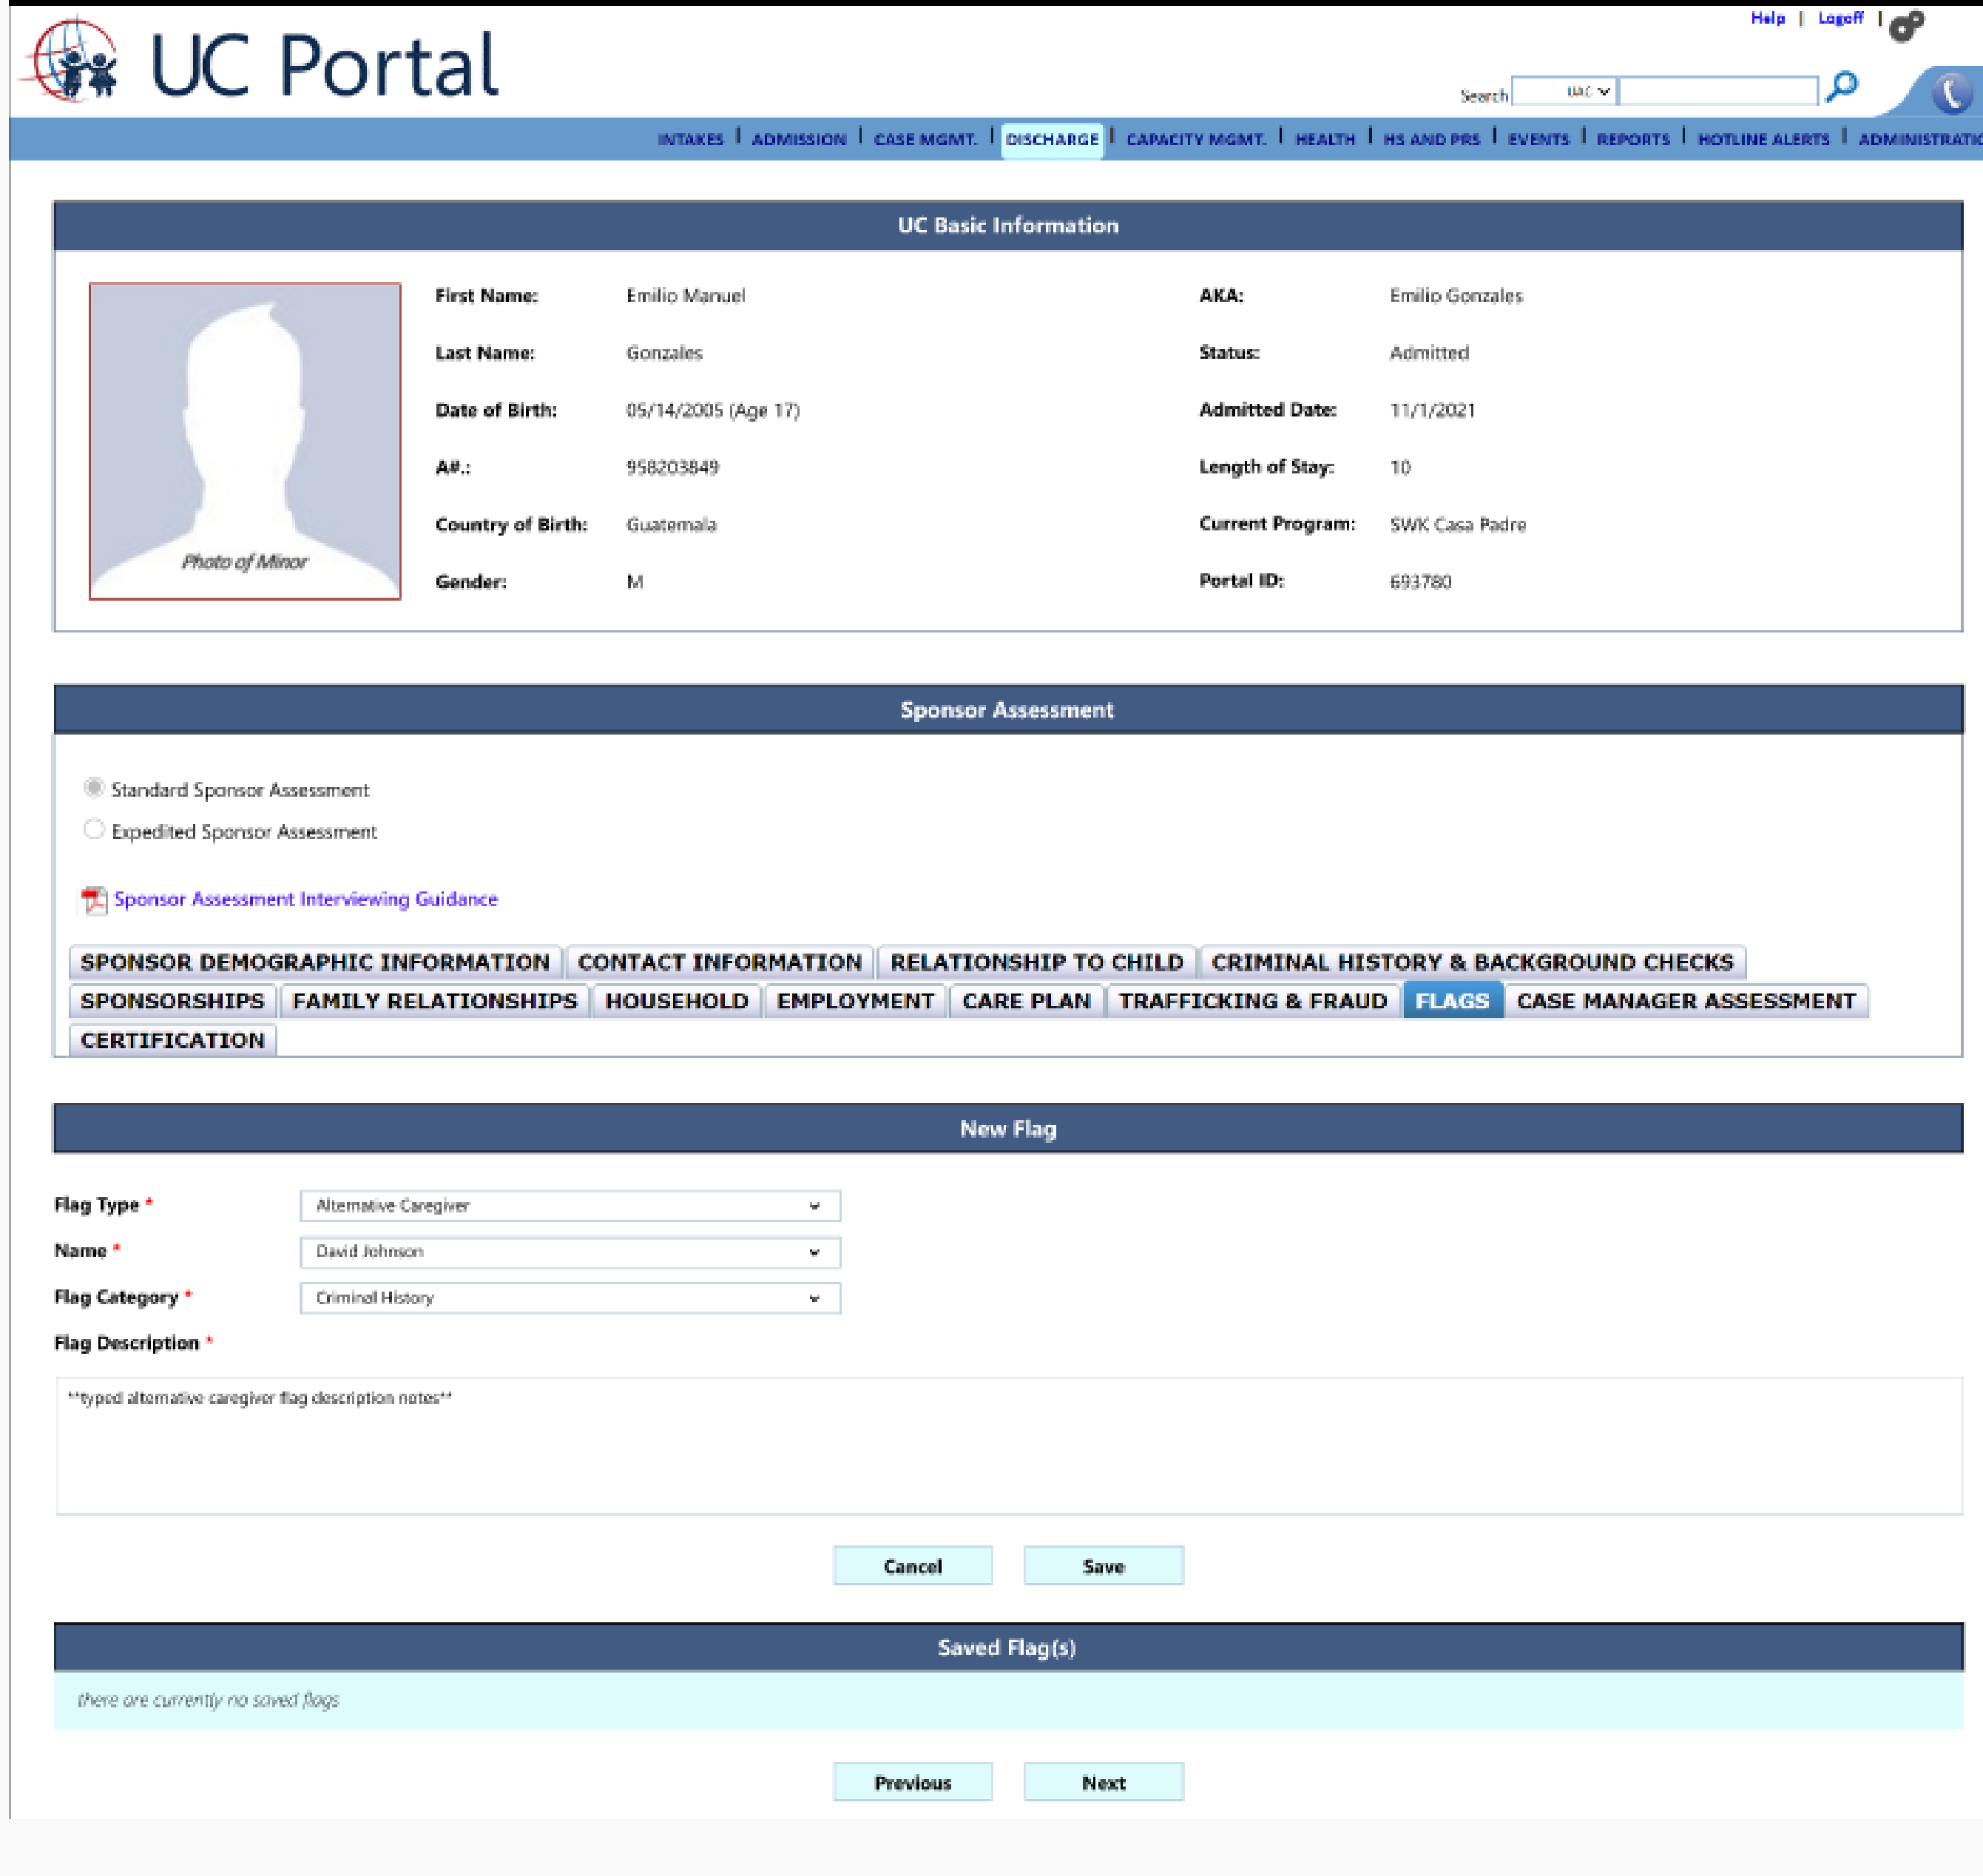 Help | Logoff |
UC Portal
Search UAC
INTAKES | ADMISSION | CASE MGMT. | DISCHARGE | CAPACITY MGMT. | HEALTH | HS AND PRS | EVENTS | REPORTS | HOTLINE ALERTS | ADMINISTRATIO
UC Basic Information
First Name: Emilio Manuel AKA: Emilio Gonzales
Last Name: Gonzales Status: Admitted
Date of Birth: 05/14/2005 (Age 17) Admitted Date: 11/1/2021
A#.: 958203849 Length of Stay: 10
Country of Birth: Guatemala Current Program: SWK Casa Padre
Photo of Minor
Gender: M Portal ID: 693780
Sponsor Assessment
Standard Sponsor Assessment
Expedited Sponsor Assessment
Sponsor Assessment Interviewing Guidance
SPONSOR DEMOGRAPHIC INFORMATION CONTACT INFORMATION RELATIONSHIP TO CHILD CRIMINAL HISTORY & BACKGROUND CHECKS
SPONSORSHIPS FAMILY RELATIONSHIPS HOUSEHOLD EMPLOYMENT CARE PLAN TRAFFICKING & FRAUD FLAGS CASE MANAGER ASSESSMENT
CERTIFICATION
New Flag
Flag Type * Alternative Caregiver
Name * David Johnson
Flag Category * Criminal History
Flag Description *
**typed alternative caregiver flag description notes**
Cancel Save
Saved Flag(s)
there are currently no saved flags
Previous Next